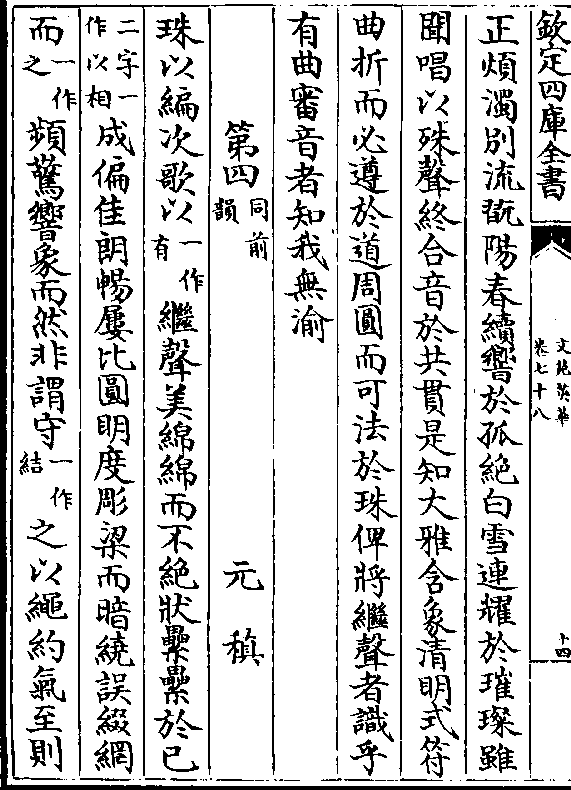 欽定四庫全書
文苑英華
卷七十八
十四
正煩濁別流既陽春續響於孤絶白雪連耀於璀璨雖
聞唱以殊聲終合音於共貫是知大雅含象清明式符
曲折而必遵於道周圓而可法於珠俾將繼聲者識乎
有曲審音者知我無渝
第四同前韻 元稹
珠以編次歌以一作有繼聲美綿綿而不絶狀纍纍於已
二字一作以相成偏佳朗暢屢比圓明度彫梁而暗繞誤綴網
而一作之頻驚響象而然非謂守一作結之以繩約氣至則